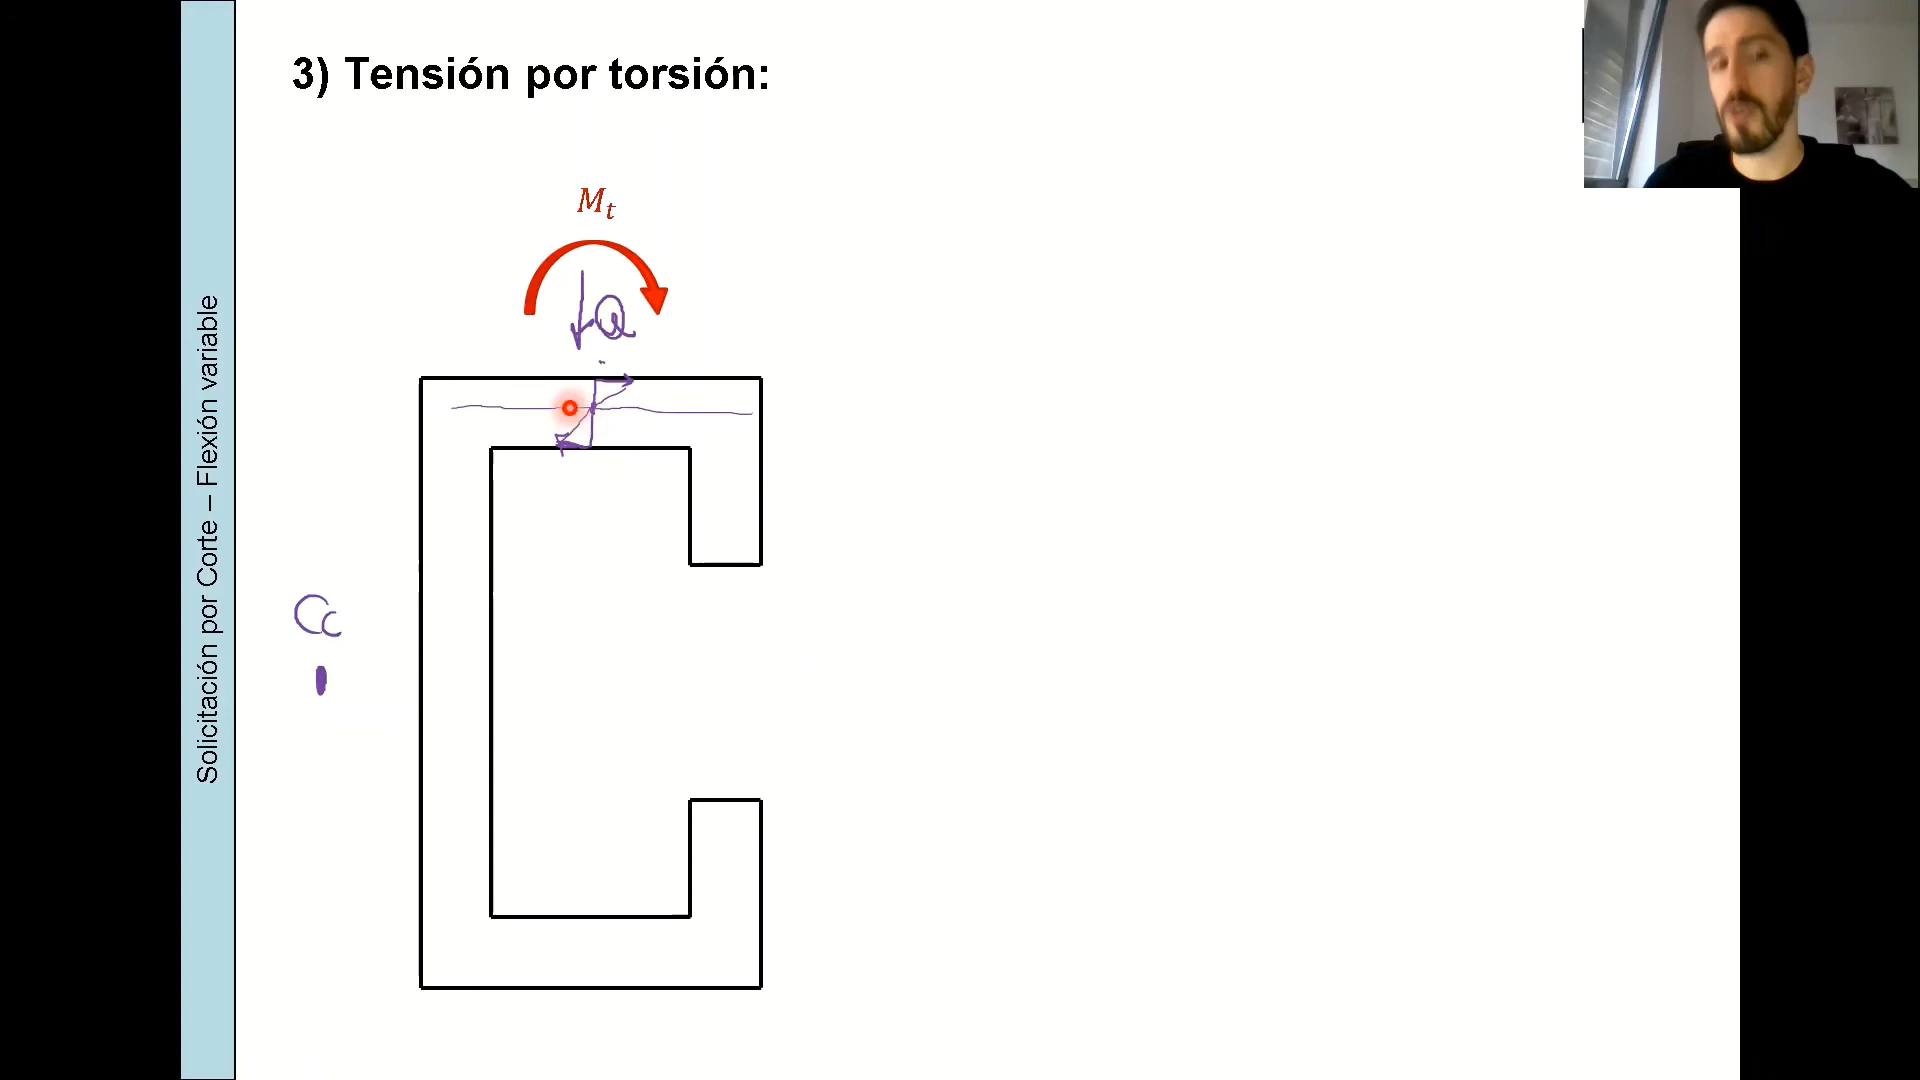 3) Tensión por torsión:
Mₜ
Q
Cc
Solicitación por Corte – Flexión variable